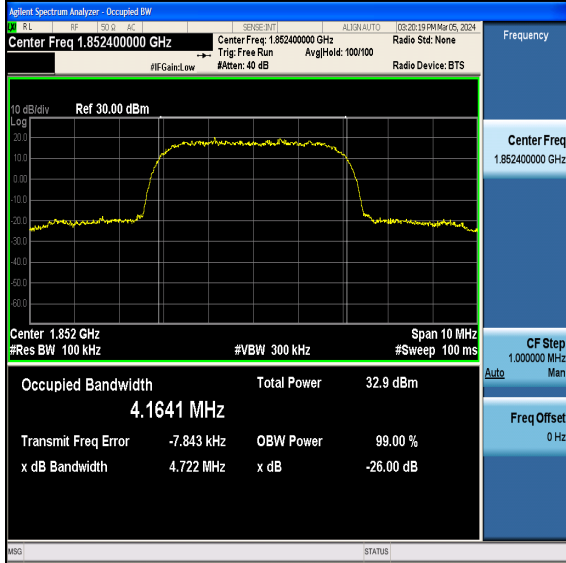 Agilent Spectrum Analyzer - Occupied BW
RL RF 50 Ω AC SENSE:INT ALIGN AUTO 03:20:19 PM Mar 05, 2024
Center Freq 1.852400000 GHz
Center Freq: 1.852400000 GHz
Radio Std: None
Trig: Free Run Avg|Hold: 100/100
#IFGain:Low #Atten: 40 dB Radio Device: BTS
10 dB/div Ref 30.00 dBm
Log
20.0
10.0
0.00
-10.0
-20.0
-30.0
-40.0
-50.0
-60.0
Center 1.852 GHz Span 10 MHz
#Res BW 100 kHz #VBW 300 kHz #Sweep 100 ms
Occupied Bandwidth Total Power 32.9 dBm
4.1641 MHz
Transmit Freq Error -7.843 kHz OBW Power 99.00 %
x dB Bandwidth 4.722 MHz x dB -26.00 dB
MSG STATUS
Frequency
Center Freq
1.852400000 GHz
CF Step
1.000000 MHz
Auto Man
Freq Offset
0 Hz